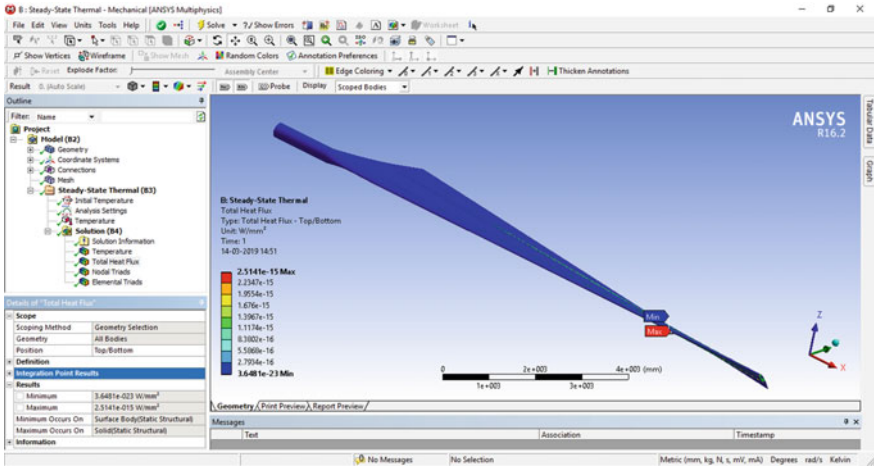 B : Steady-State Thermal - Mechanical [ANSYS Multiphysics]
File Edit View Units Tools Help Solve ?/ Show Errors Worksheet
Show Vertices Wireframe Show Mesh Random Colors Annotation Preferences
Reset Explode Factor: Assembly Center Edge Coloring Thicken Annotations
Result 0. (Auto Scale) Probe Display Scoped Bodies
Outline
Filter: Name
Project
Model (B2)
Geometry
Coordinate Systems
Connections
Mesh
Steady-State Thermal (B3)
Initial Temperature
Analysis Settings
Temperature
Solution (B4)
Solution Information
Temperature
Total Heat Flux
Nodal Triads
Elemental Triads
Details of "Total Heat Flux"
Scope
Scoping Method Geometry Selection
Geometry All Bodies
Position Top/Bottom
Definition
Integration Point Results
Results
Minimum 3.6481e-023 W/mm²
Maximum 2.5141e-015 W/mm²
Minimum Occurs On Surface Body(Static Structural)
Maximum Occurs On Solid(Static Structural)
Information
B: Steady-State Thermal
Total Heat Flux
Type: Total Heat Flux - Top/Bottom
Unit: W/mm²
Time: 1
14-03-2019 14:51
2.5141e-15 Max
2.2347e-15
1.9554e-15
1.676e-15
1.3967e-15
1.1174e-15
8.3802e-16
5.5868e-16
2.7934e-16
3.6481e-23 Min
ANSYS
R16.2
Min
Max
0 2e+003 4e+003 (mm)
1e+003 3e+003
Z
X
Tabular Data
Graph
Geometry Print Preview Report Preview
Messages
Text Association Timestamp
No Messages No Selection Metric (mm, kg, N, s, mV, mA) Degrees rad/s Kelvin